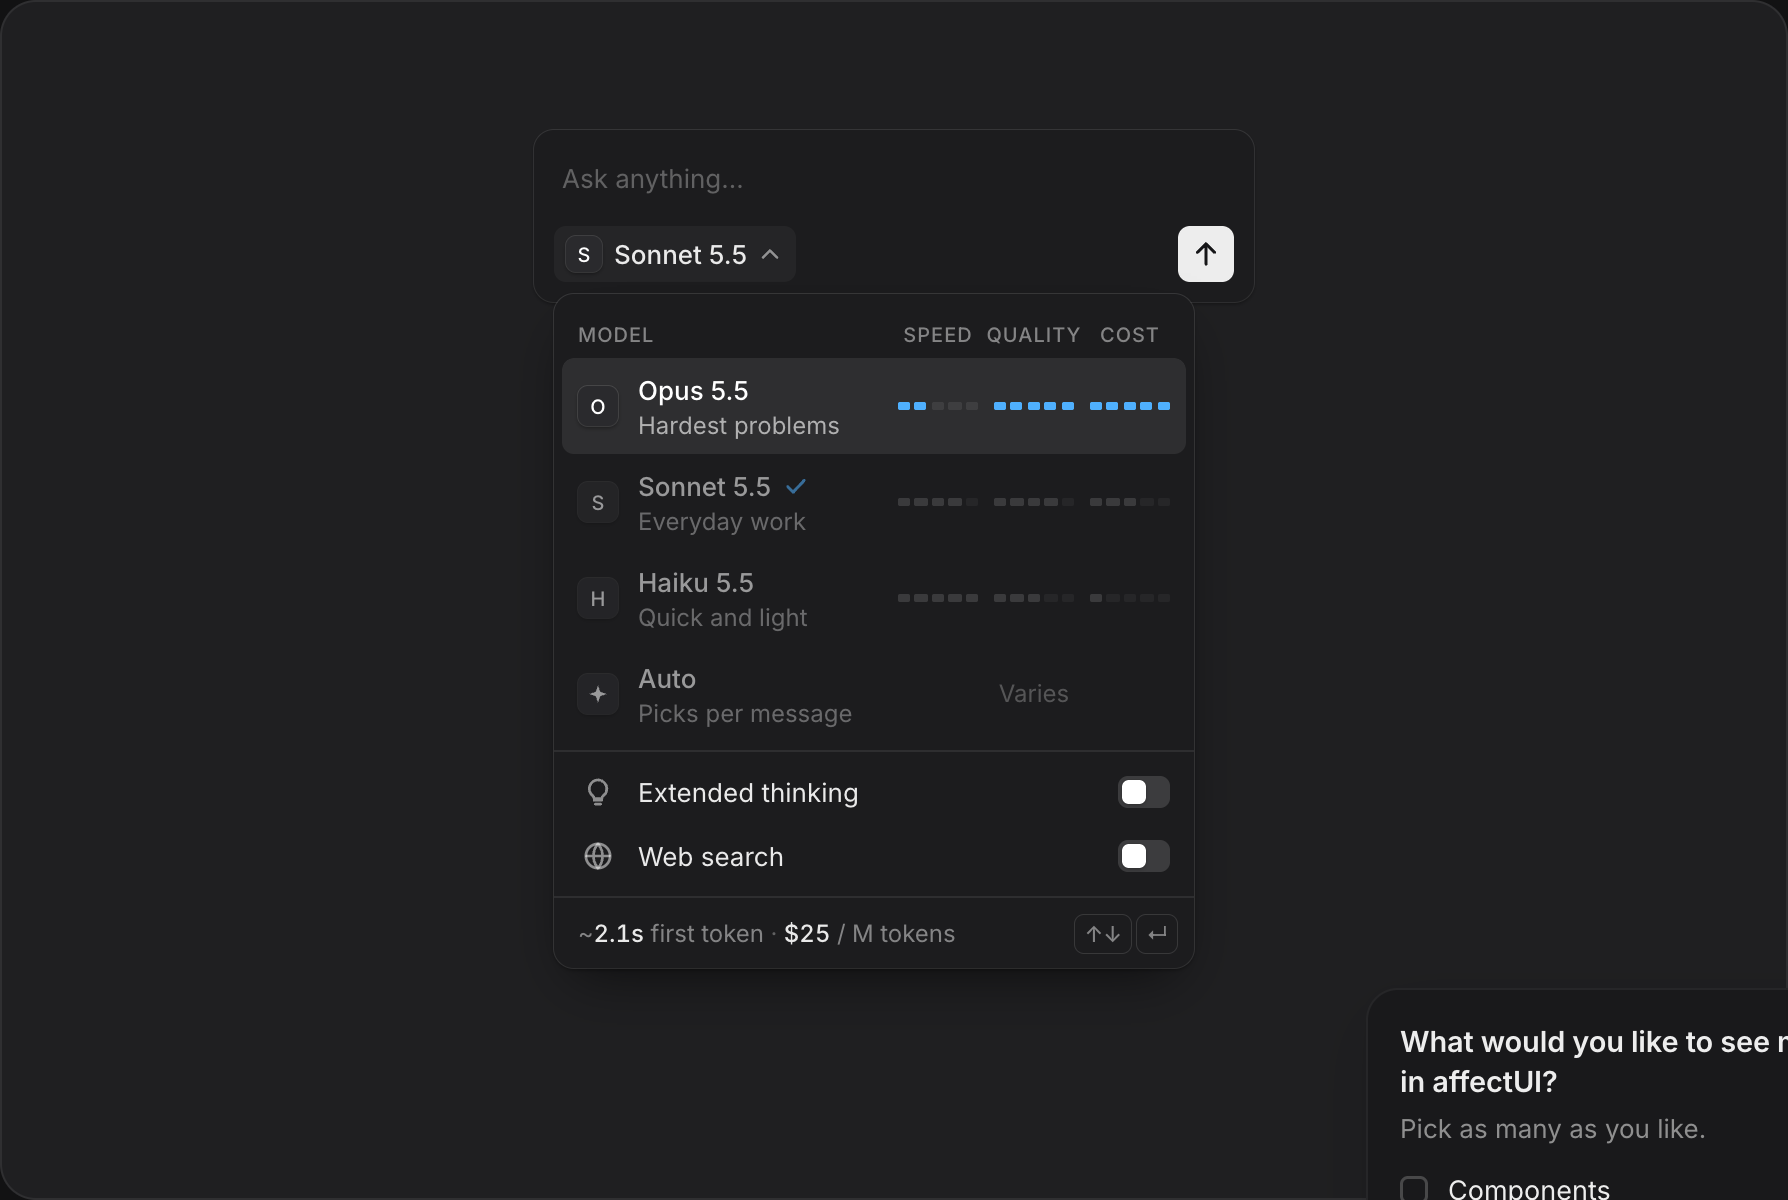 Ask anything...
S Sonnet 5.5
MODEL SPEED QUALITY COST
O Opus 5.5
Hardest problems
S Sonnet 5.5
Everyday work
H Haiku 5.5
Quick and light
Auto
Picks per message
Varies
Extended thinking
Web search
~2.1s first token · $25 / M tokens ↑↓ ↵
What would you like to see
in affectUI?
Pick as many as you like.
Components